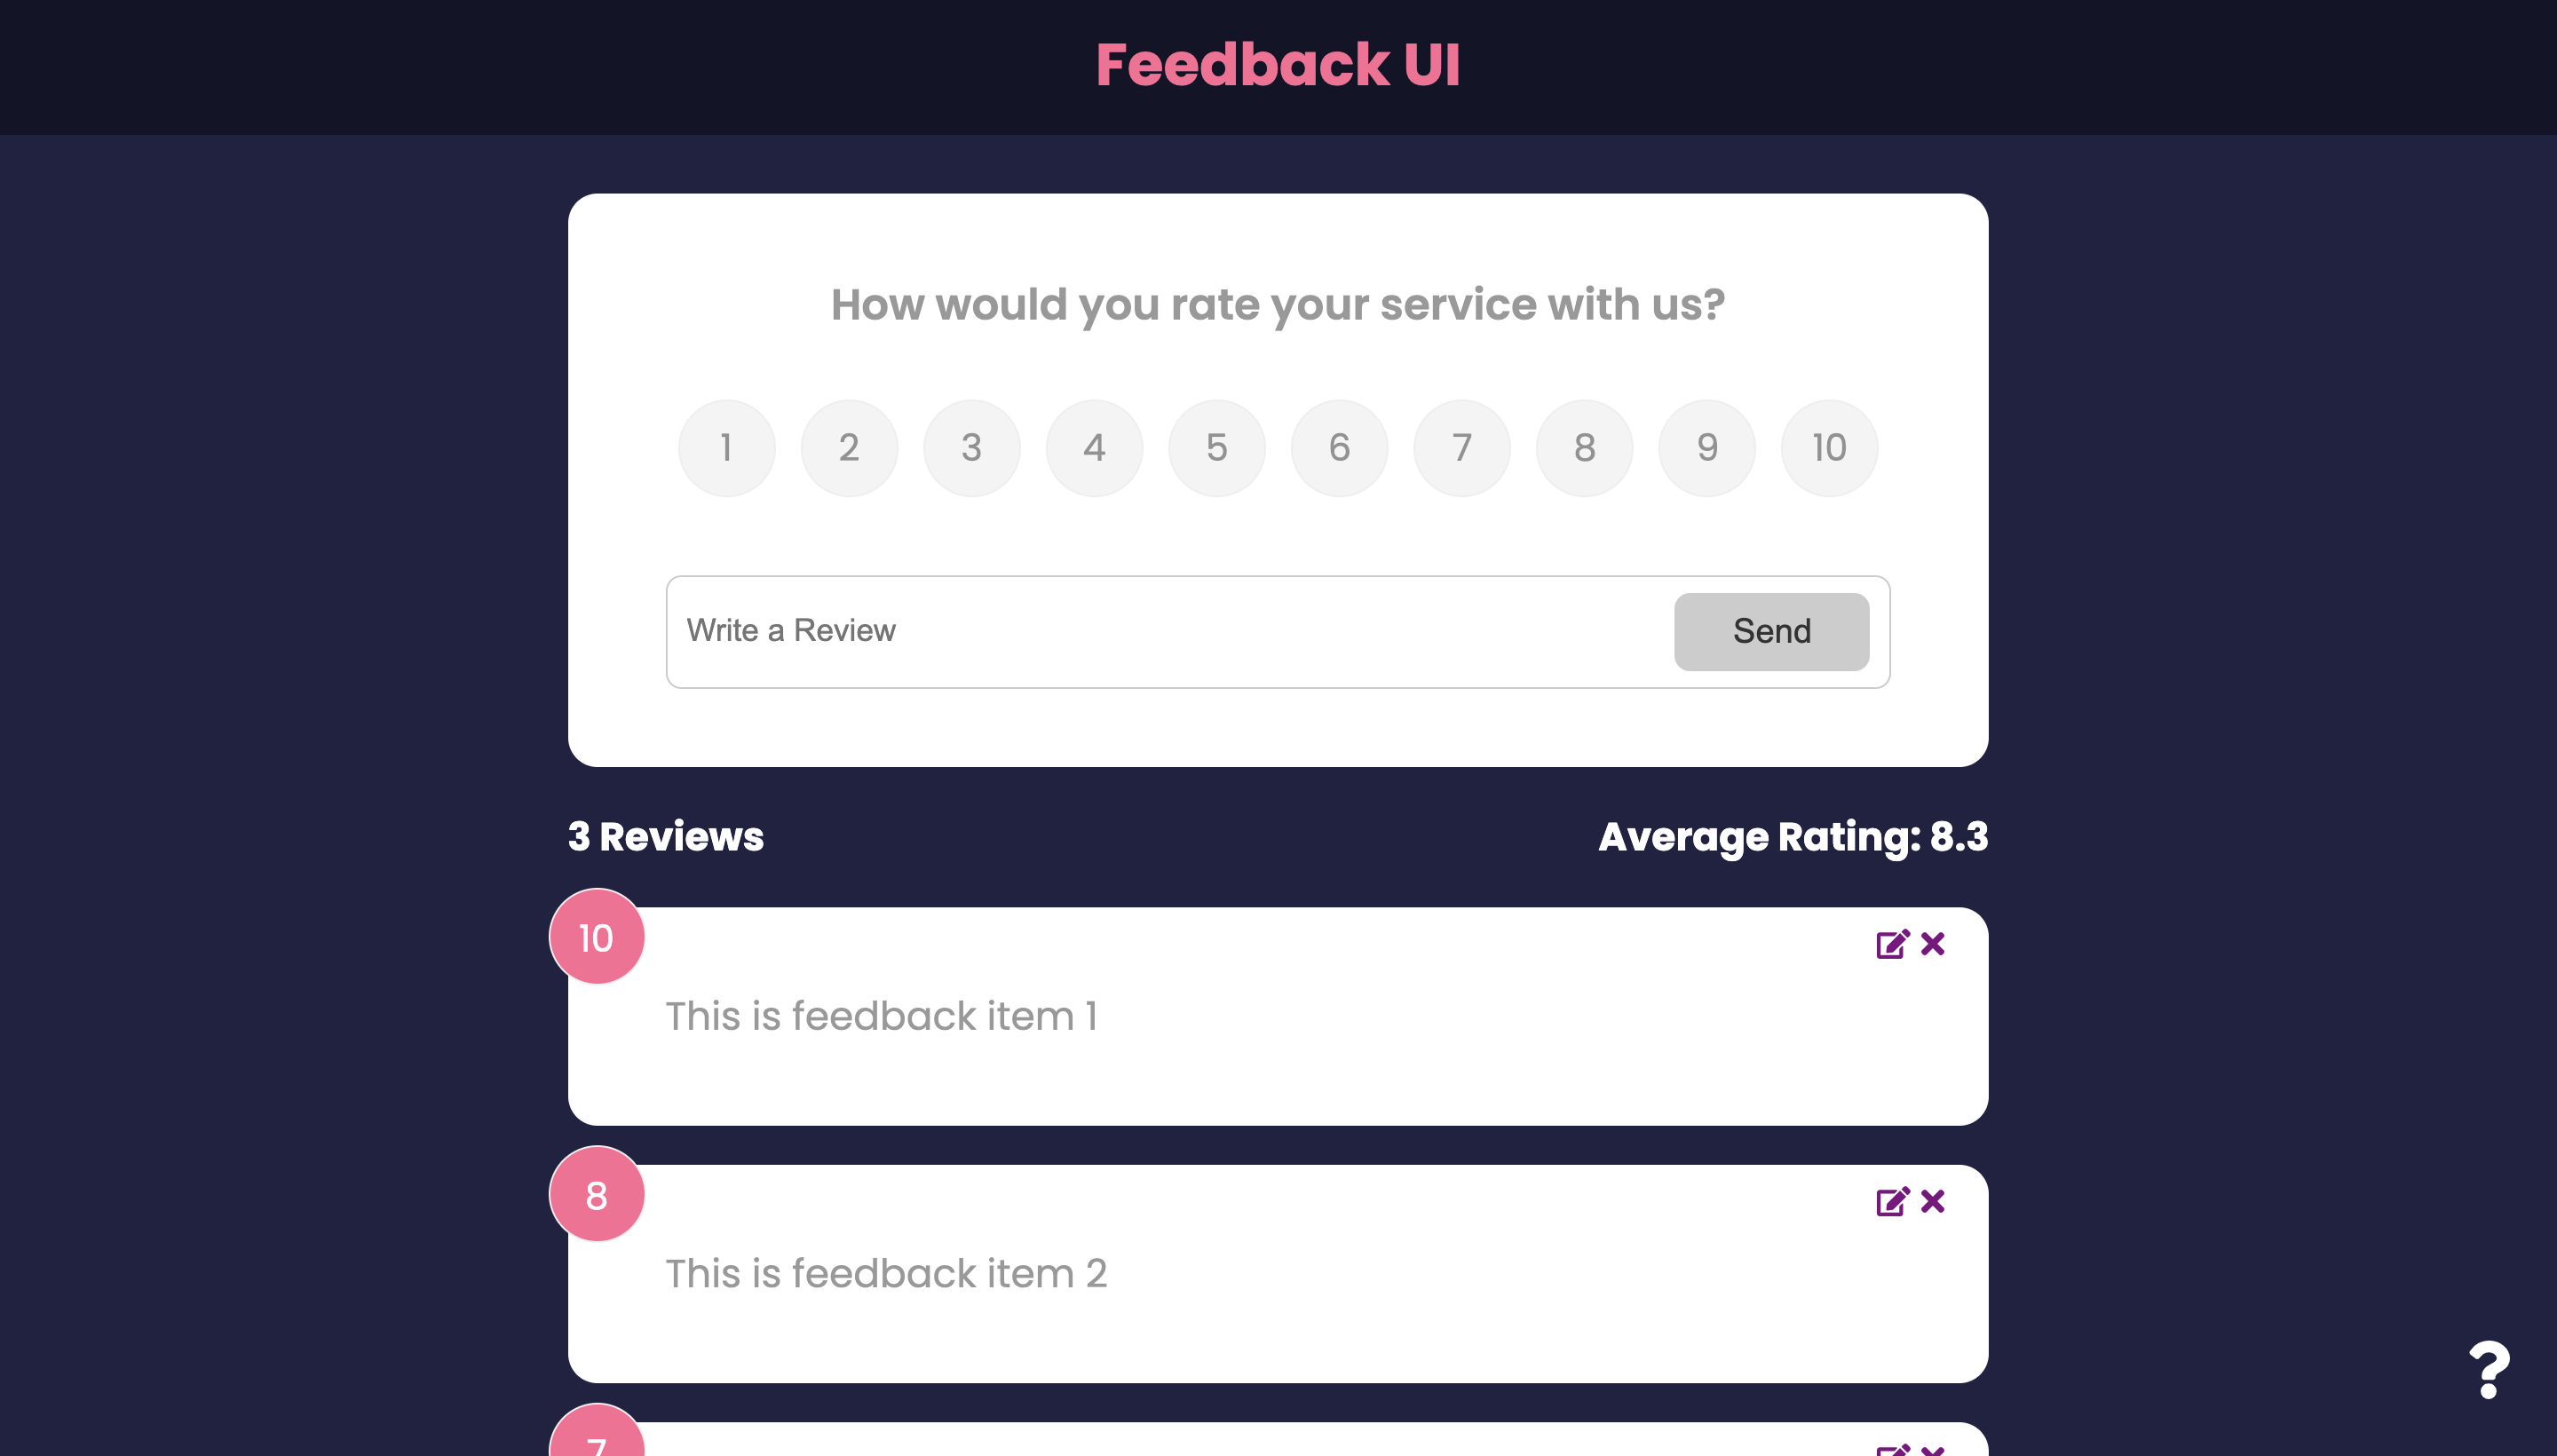 Feedback UI
How would you rate your service with us?
1 2 3 4 5 6 7 8 9 10
Write a Review Send
3 Reviews Average Rating: 8.3
10
This is feedback item 1
8
This is feedback item 2
7
?